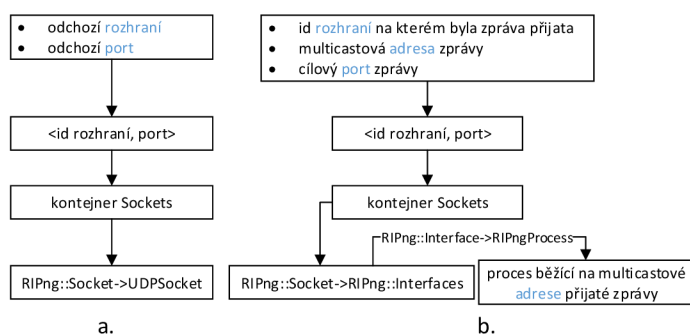 • odchozí rozhraní
• odchozí port
<id rozhraní, port>
kontejner Sockets
RIPng::Socket->UDPSocket
a.
• id rozhraní na kterém byla zpráva přijata
• multicastová adresa zprávy
• cílový port zprávy
<id rozhraní, port>
kontejner Sockets
RIPng::Interface->RIPngProcess
RIPng::Socket->RIPng::Interfaces
proces běžící na multicastové
adrese přijaté zprávy
b.